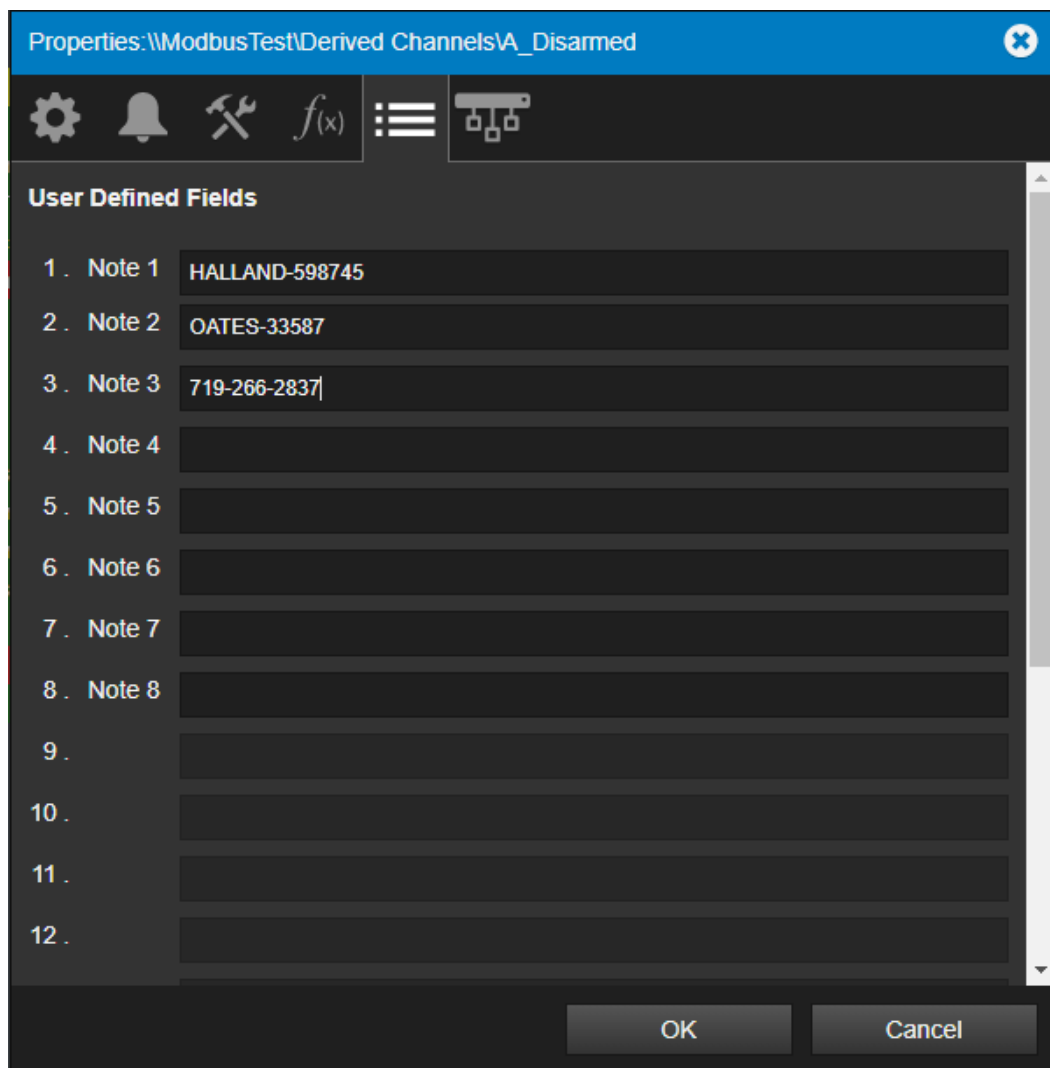 Properties:\\ModbusTest\Derived Channels\A_Disarmed
f(x)
User Defined Fields
1 . Note 1 HALLAND-598745
2 . Note 2 OATES-33587
3 . Note 3 719-266-2837
4 . Note 4
5 . Note 5
6 . Note 6
7 . Note 7
8 . Note 8
9 .
10 .
11 .
12 .
OK Cancel